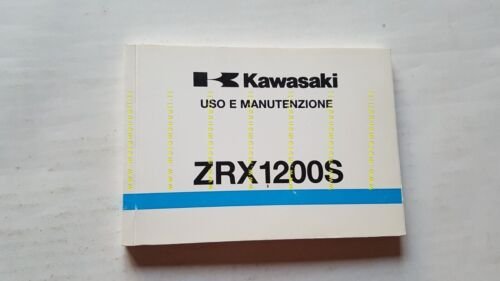 Kawasaki
USO E MANUTENZIONE
ZRX1200S